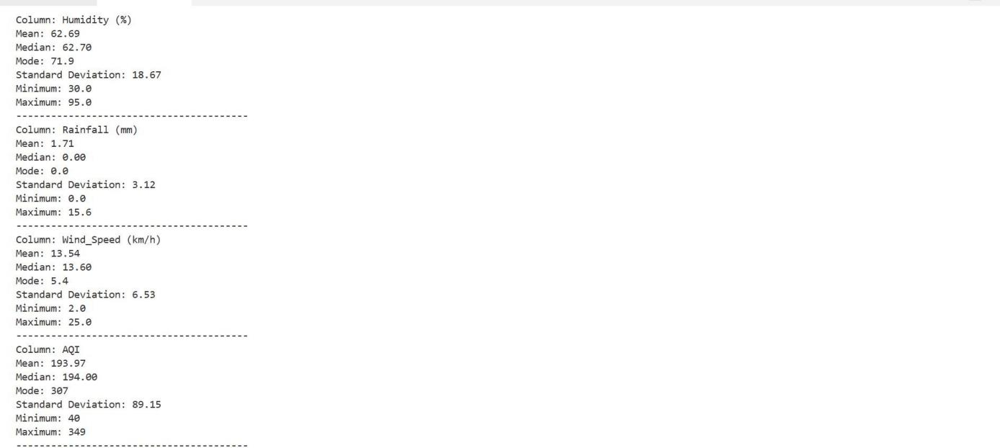 Column: Humidity (%)
Mean: 62.69
Median: 62.70
Mode: 71.9
Standard Deviation: 18.67
Minimum: 30.0
Maximum: 95.0
----------------------------------------
Column: Rainfall (mm)
Mean: 1.71
Median: 0.00
Mode: 0.0
Standard Deviation: 3.12
Minimum: 0.0
Maximum: 15.6
----------------------------------------
Column: Wind_Speed (km/h)
Mean: 13.54
Median: 13.60
Mode: 5.4
Standard Deviation: 6.53
Minimum: 2.0
Maximum: 25.0
----------------------------------------
Column: AQI
Mean: 193.97
Median: 194.00
Mode: 307
Standard Deviation: 89.15
Minimum: 40
Maximum: 349
----------------------------------------